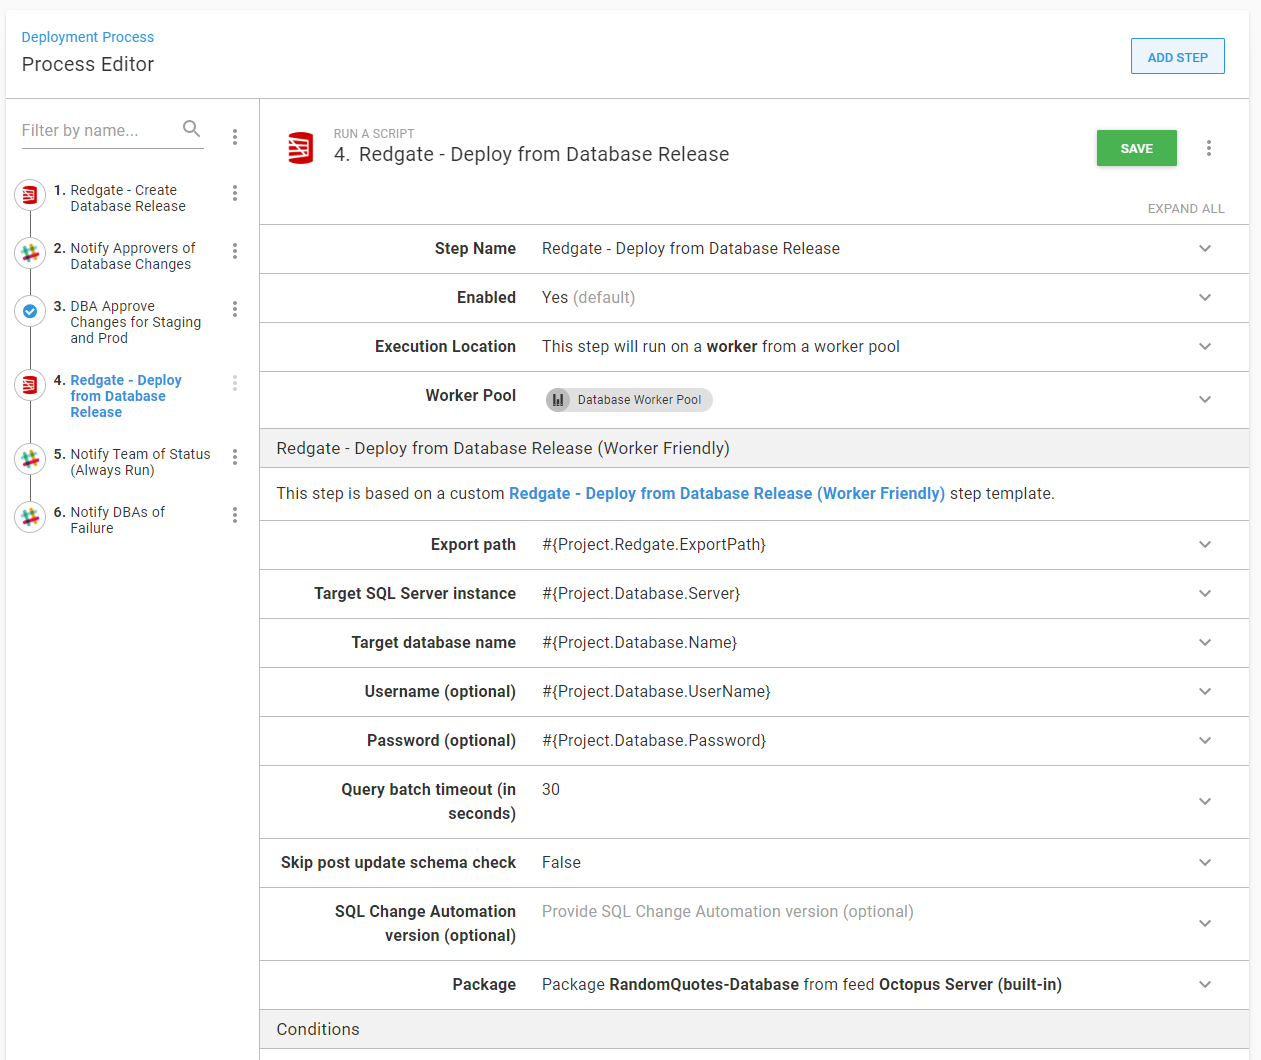 Deployment Process
Process Editor
ADD STEP
Filter by name...
1. Redgate - Create
Database Release
2. Notify Approvers of
Database Changes
3. DBA Approve
Changes for Staging
and Prod
4. Redgate - Deploy
from Database
Release
5. Notify Team of Status
(Always Run)
6. Notify DBAs of
Failure
RUN A SCRIPT
4. Redgate - Deploy from Database Release
SAVE
EXPAND ALL
Step Name Redgate - Deploy from Database Release
Enabled Yes (default)
Execution Location This step will run on a worker from a worker pool
Worker Pool Database Worker Pool
Redgate - Deploy from Database Release (Worker Friendly)
This step is based on a custom Redgate - Deploy from Database Release (Worker Friendly) step template.
Export path #{Project.Redgate.ExportPath}
Target SQL Server instance #{Project.Database.Server}
Target database name #{Project.Database.Name}
Username (optional) #{Project.Database.UserName}
Password (optional) #{Project.Database.Password}
Query batch timeout (in 30
seconds)
Skip post update schema check False
SQL Change Automation Provide SQL Change Automation version (optional)
version (optional)
Package Package RandomQuotes-Database from feed Octopus Server (built-in)
Conditions